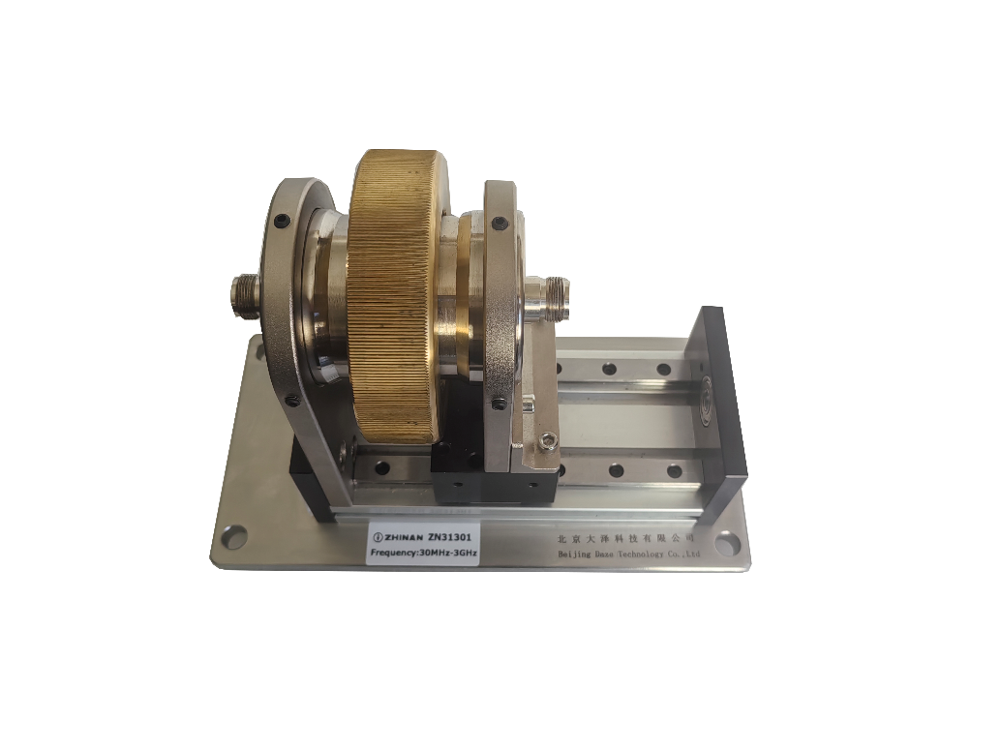 ZHINAN ZN31301
Frequency:30MHz-3GHz
北京大泽科技有限公司
Beijing Daze Technology Co.,Ltd